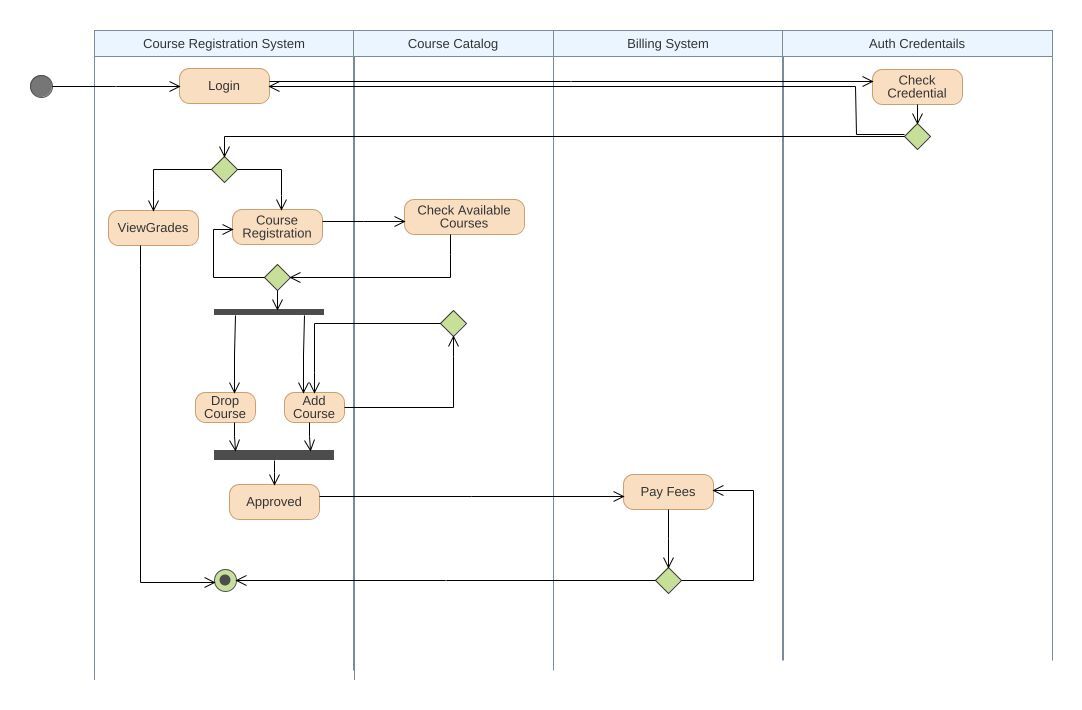 Course Registration System
Course Catalog
Billing System
Auth Credentails
Login
Check
Credential
ViewGrades
Course
Registration
Check Available
Courses
Drop
Course
Add
Course
Approved
Pay Fees